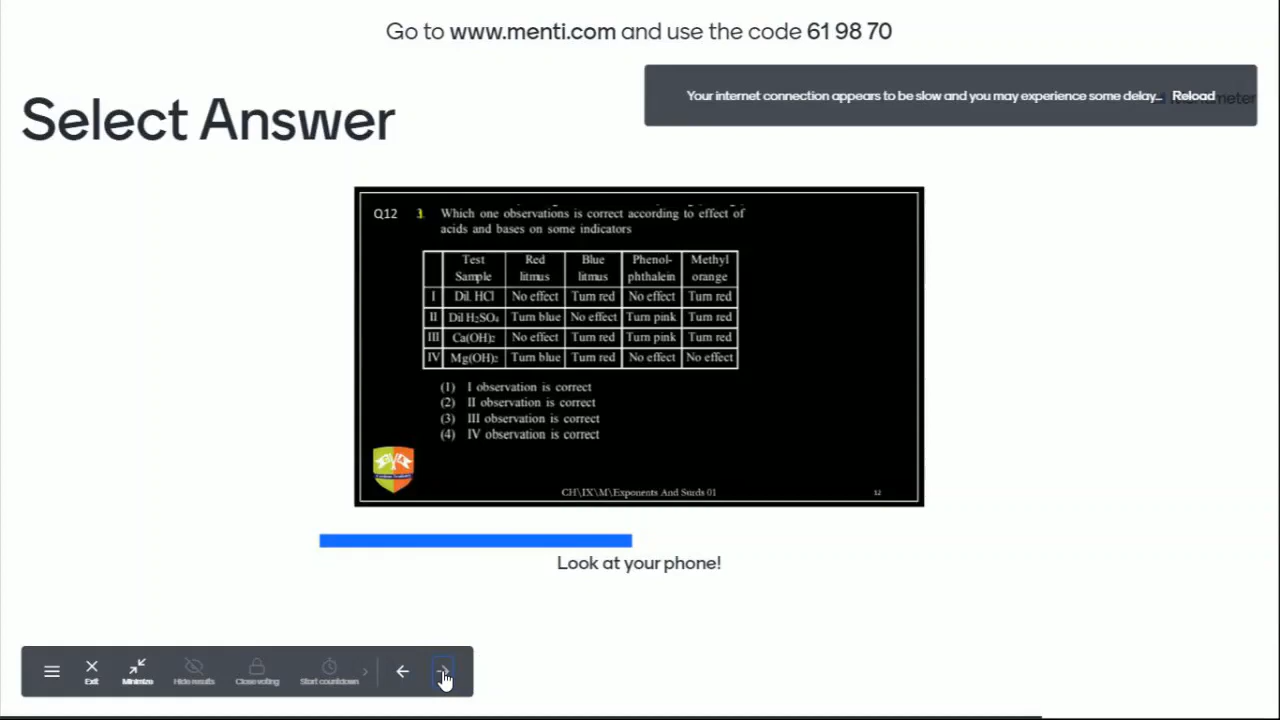 Go to www.menti.com and use the code 61 98 70
Your internet connection appears to be slow and you may experience some delay... Reload
Select Answer
Q12 3. Which one observations is correct according to effect of
acids and bases on some indicators
Test Sample Red litmus Blue litmus Phenol-phthalein Methyl orange
I Dil. HCl No effect Turn red No effect Turn red
II Dil H₂SO₄ Turn blue No effect Turn pink Turn red
III Ca(OH)₂ No effect Turn red Turn pink Turn red
IV Mg(OH)₂ Turn blue Turn red No effect No effect
(1) I observation is correct
(2) II observation is correct
(3) III observation is correct
(4) IV observation is correct
CH\IX\M\Exponents And Surds 01
12
Look at your phone!
Exit Minimize Hide results Close voting Start countdown